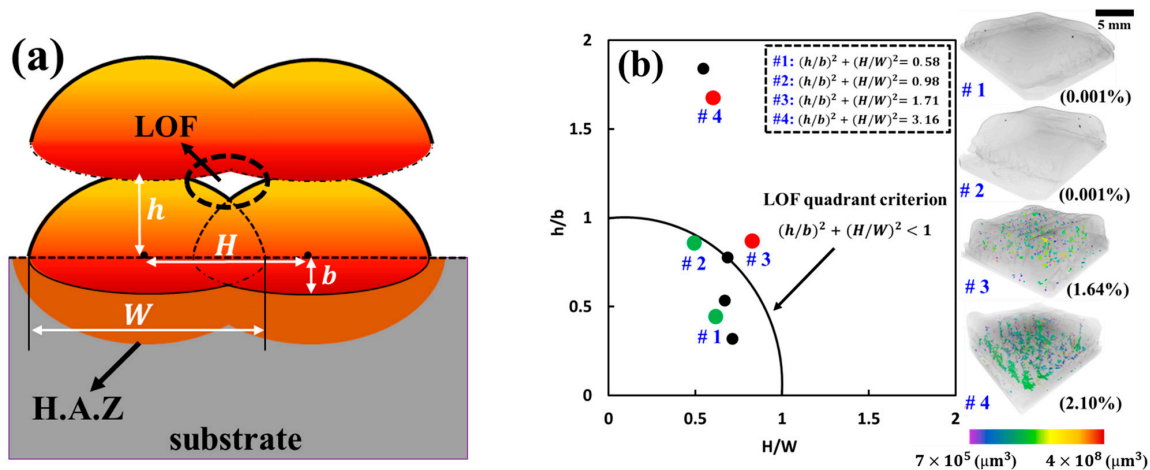 (a)
LOF
h
H
b
W
H.A.Z
substrate
(b)
2
1.5
1
0.5
0
0
0.5
1
1.5
2
h/b
H/W
#1: (h/b)² + (H/W)² = 0.58
#2: (h/b)² + (H/W)² = 0.98
#3: (h/b)² + (H/W)² = 1.71
#4: (h/b)² + (H/W)² = 3.16
# 4
LOF quadrant criterion
(h/b)² + (H/W)² < 1
# 2
# 3
# 1
5 mm
# 1
(0.001%)
# 2
(0.001%)
# 3
(1.64%)
# 4
(2.10%)
7 × 10⁵ (μm³)
4 × 10⁸ (μm³)